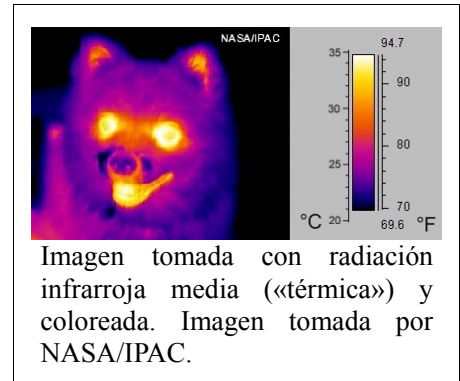 NASA/IPAC
94.7
35
90
30
80
25
70
°C 20 69.6 °F
Imagen tomada con radiación
infrarroja media («térmica») y
coloreada. Imagen tomada por
NASA/IPAC.